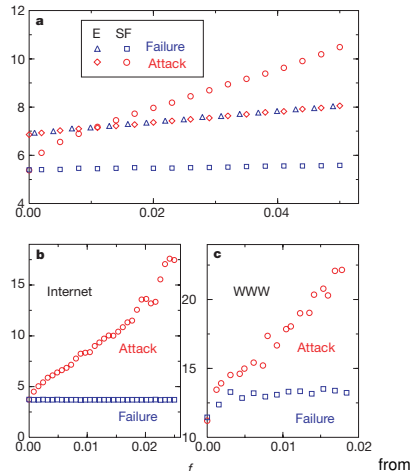 12
a
E SF
Failure
Attack
10
8
6
4
0.00 0.02 0.04
b
Internet
15
10
5
0
Attack
Failure
0.00 0.01 0.02
c
WWW
20
15
10
Attack
Failure
0.00 0.01 0.02
f from